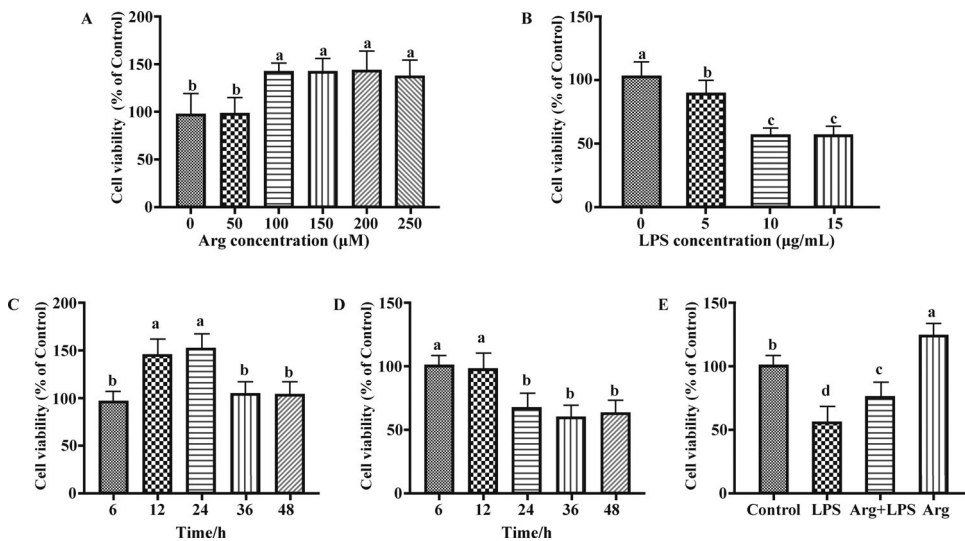 A
Cell viability (% of Control)
200
150
100
50
0
b b a a a a
0 50 100 150 200 250
Arg concentration (μM)
B
Cell viability (% of Control)
150
100
50
0
a b c c
0 5 10 15
LPS concentration (μg/mL)
C
Cell viability (% of Control)
200
150
100
50
0
b a a b b
6 12 24 36 48
Time/h
D
Cell viability (% of Control)
150
100
50
0
a a b b b
6 12 24 36 48
Time/h
E
Cell viability (% of Control)
150
100
50
0
b d c a
Control LPS Arg+LPS Arg